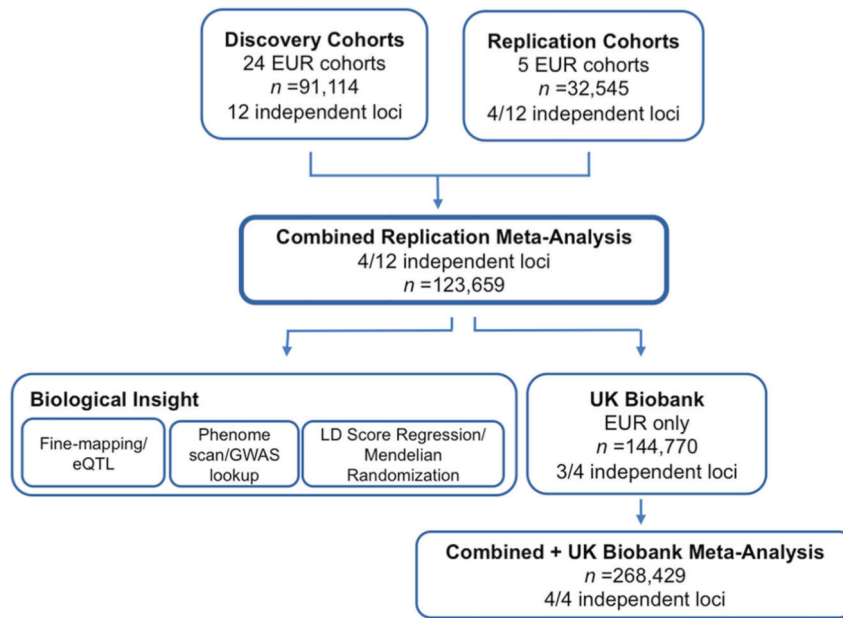 Discovery Cohorts
24 EUR cohorts
n =91,114
12 independent loci
Replication Cohorts
5 EUR cohorts
n =32,545
4/12 independent loci
Combined Replication Meta-Analysis
4/12 independent loci
n =123,659
Biological Insight
Fine-mapping/
eQTL
Phenome
scan/GWAS
lookup
LD Score Regression/
Mendelian
Randomization
UK Biobank
EUR only
n =144,770
3/4 independent loci
Combined + UK Biobank Meta-Analysis
n =268,429
4/4 independent loci